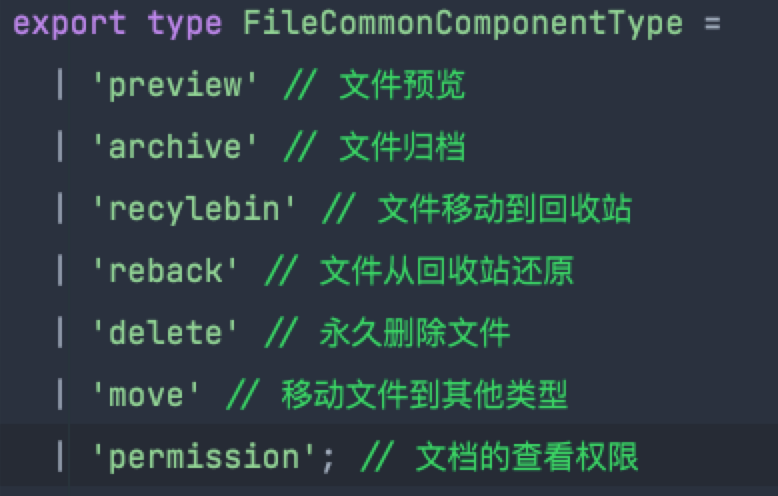 export type FileCommonComponentType =
| 'preview' // 文件预览
| 'archive' // 文件归档
| 'recylebin' // 文件移动到回收站
| 'reback' // 文件从回收站还原
| 'delete' // 永久删除文件
| 'move' // 移动文件到其他类型
| 'permission'; // 文档的查看权限